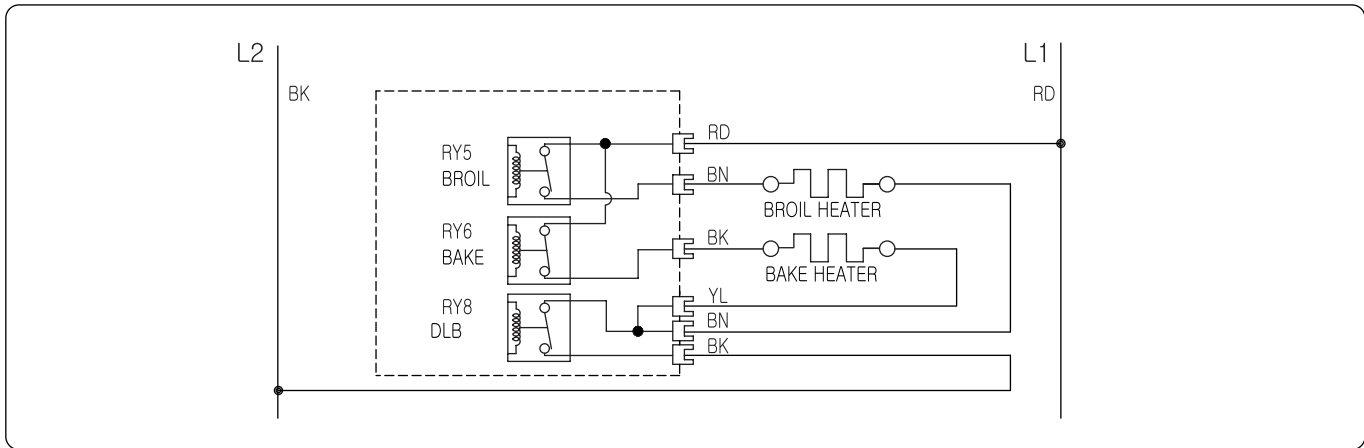 L2
L1
BK
RD
RY5
BROIL
RD
BN
BROIL HEATER
RY6
BAKE
BK
BAKE HEATER
RY8
DLB
YL
BN
BK